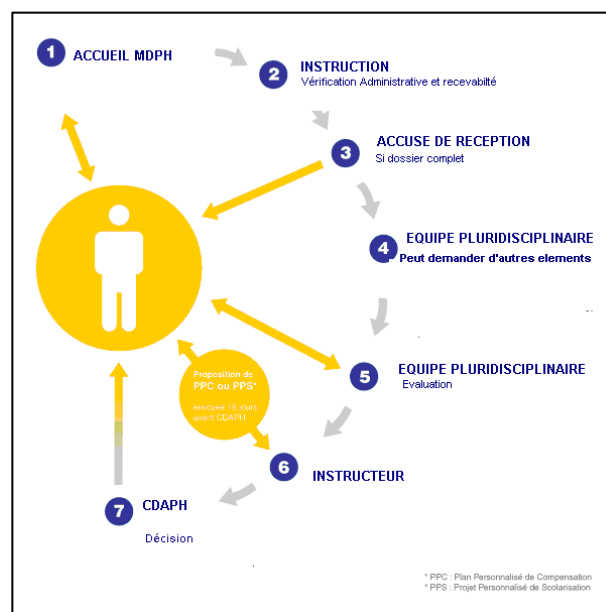 1 ACCUEIL MDPH
2 INSTRUCTION
Vérification Administrative et recevabilté
3 ACCUSE DE RECEPTION
Si dossier complet
4 EQUIPE PLURIDISCIPLINAIRE
Peut demander d'autres elements
5 EQUIPE PLURIDISCIPLINAIRE
Evaluation
Proposition de
PPC ou PPS*
envoyée 15 jours
avant CDAPH
6 INSTRUCTEUR
7 CDAPH
Décision
* PPC : Plan Personnalisé de Compensation
* PPS : Projet Personnalisé de Scolarisation